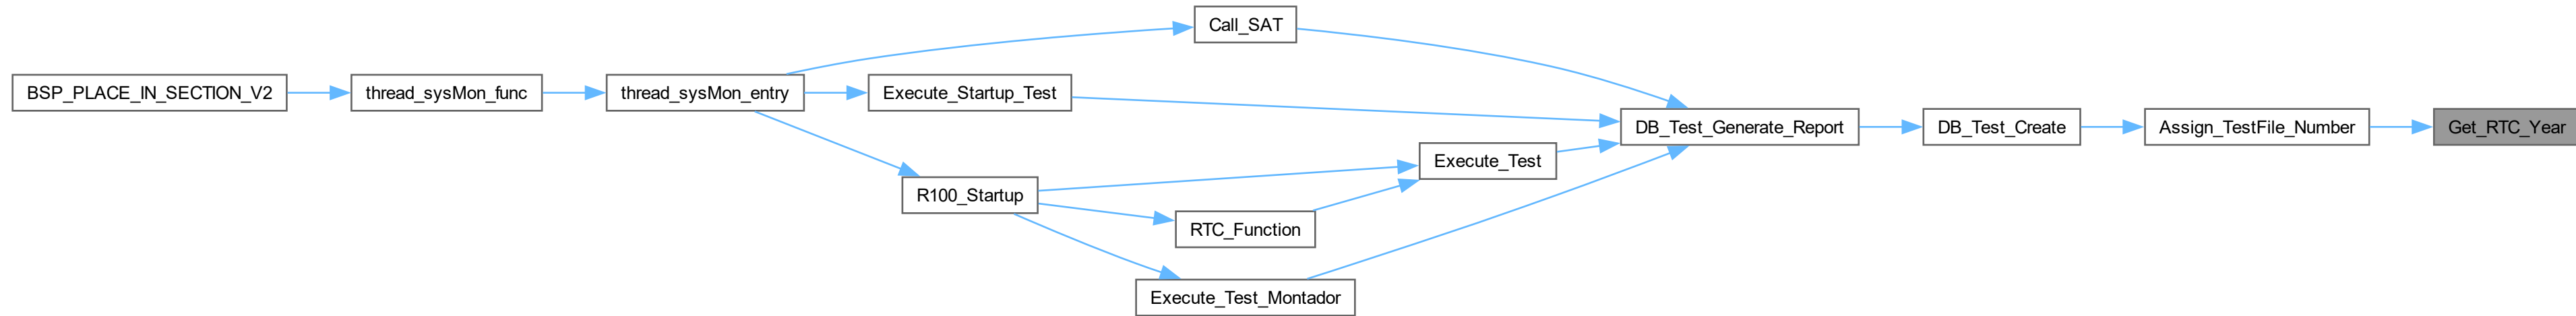 Call_SAT
BSP_PLACE_IN_SECTION_V2
thread_sysMon_func
thread_sysMon_entry
Execute_Startup_Test
DB_Test_Generate_Report
DB_Test_Create
Assign_TestFile_Number
Get_RTC_Year
Execute_Test
R100_Startup
RTC_Function
Execute_Test_Montador